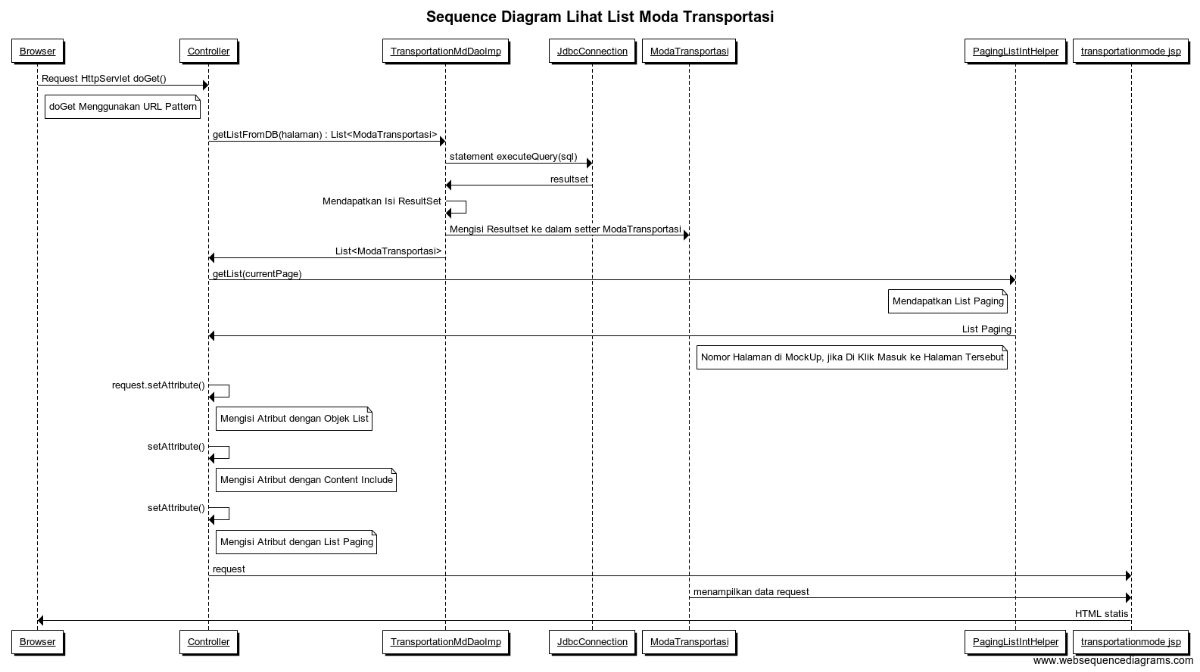 Sequence Diagram Lihat List Moda Transportasi
Browser
Controller
TransportationMdDaoImp
JdbcConnection
ModaTransportasi
PagingListIntHelper
transportationmode jsp
Request HttpServlet doGet()
doGet Menggunakan URL Pattern
getListFromDB(halaman) : List<ModaTransportasi>
statement executeQuery(sql)
resultset
Mendapatkan Isi ResultSet
Mengisi Resultset ke dalam setter ModaTransportasi
List<ModaTransportasi>
getList(currentPage)
Mendapatkan List Paging
List Paging
Nomor Halaman di MockUp, jika Di Klik Masuk ke Halaman Tersebut
request.setAttribute()
Mengisi Atribut dengan Objek List
setAttribute()
Mengisi Atribut dengan Content Include
setAttribute()
Mengisi Atribut dengan List Paging
request
menampilkan data request
HTML statis
Browser
Controller
TransportationMdDaoImp
JdbcConnection
ModaTransportasi
PagingListIntHelper
transportationmode jsp
www.websequencediagrams.com